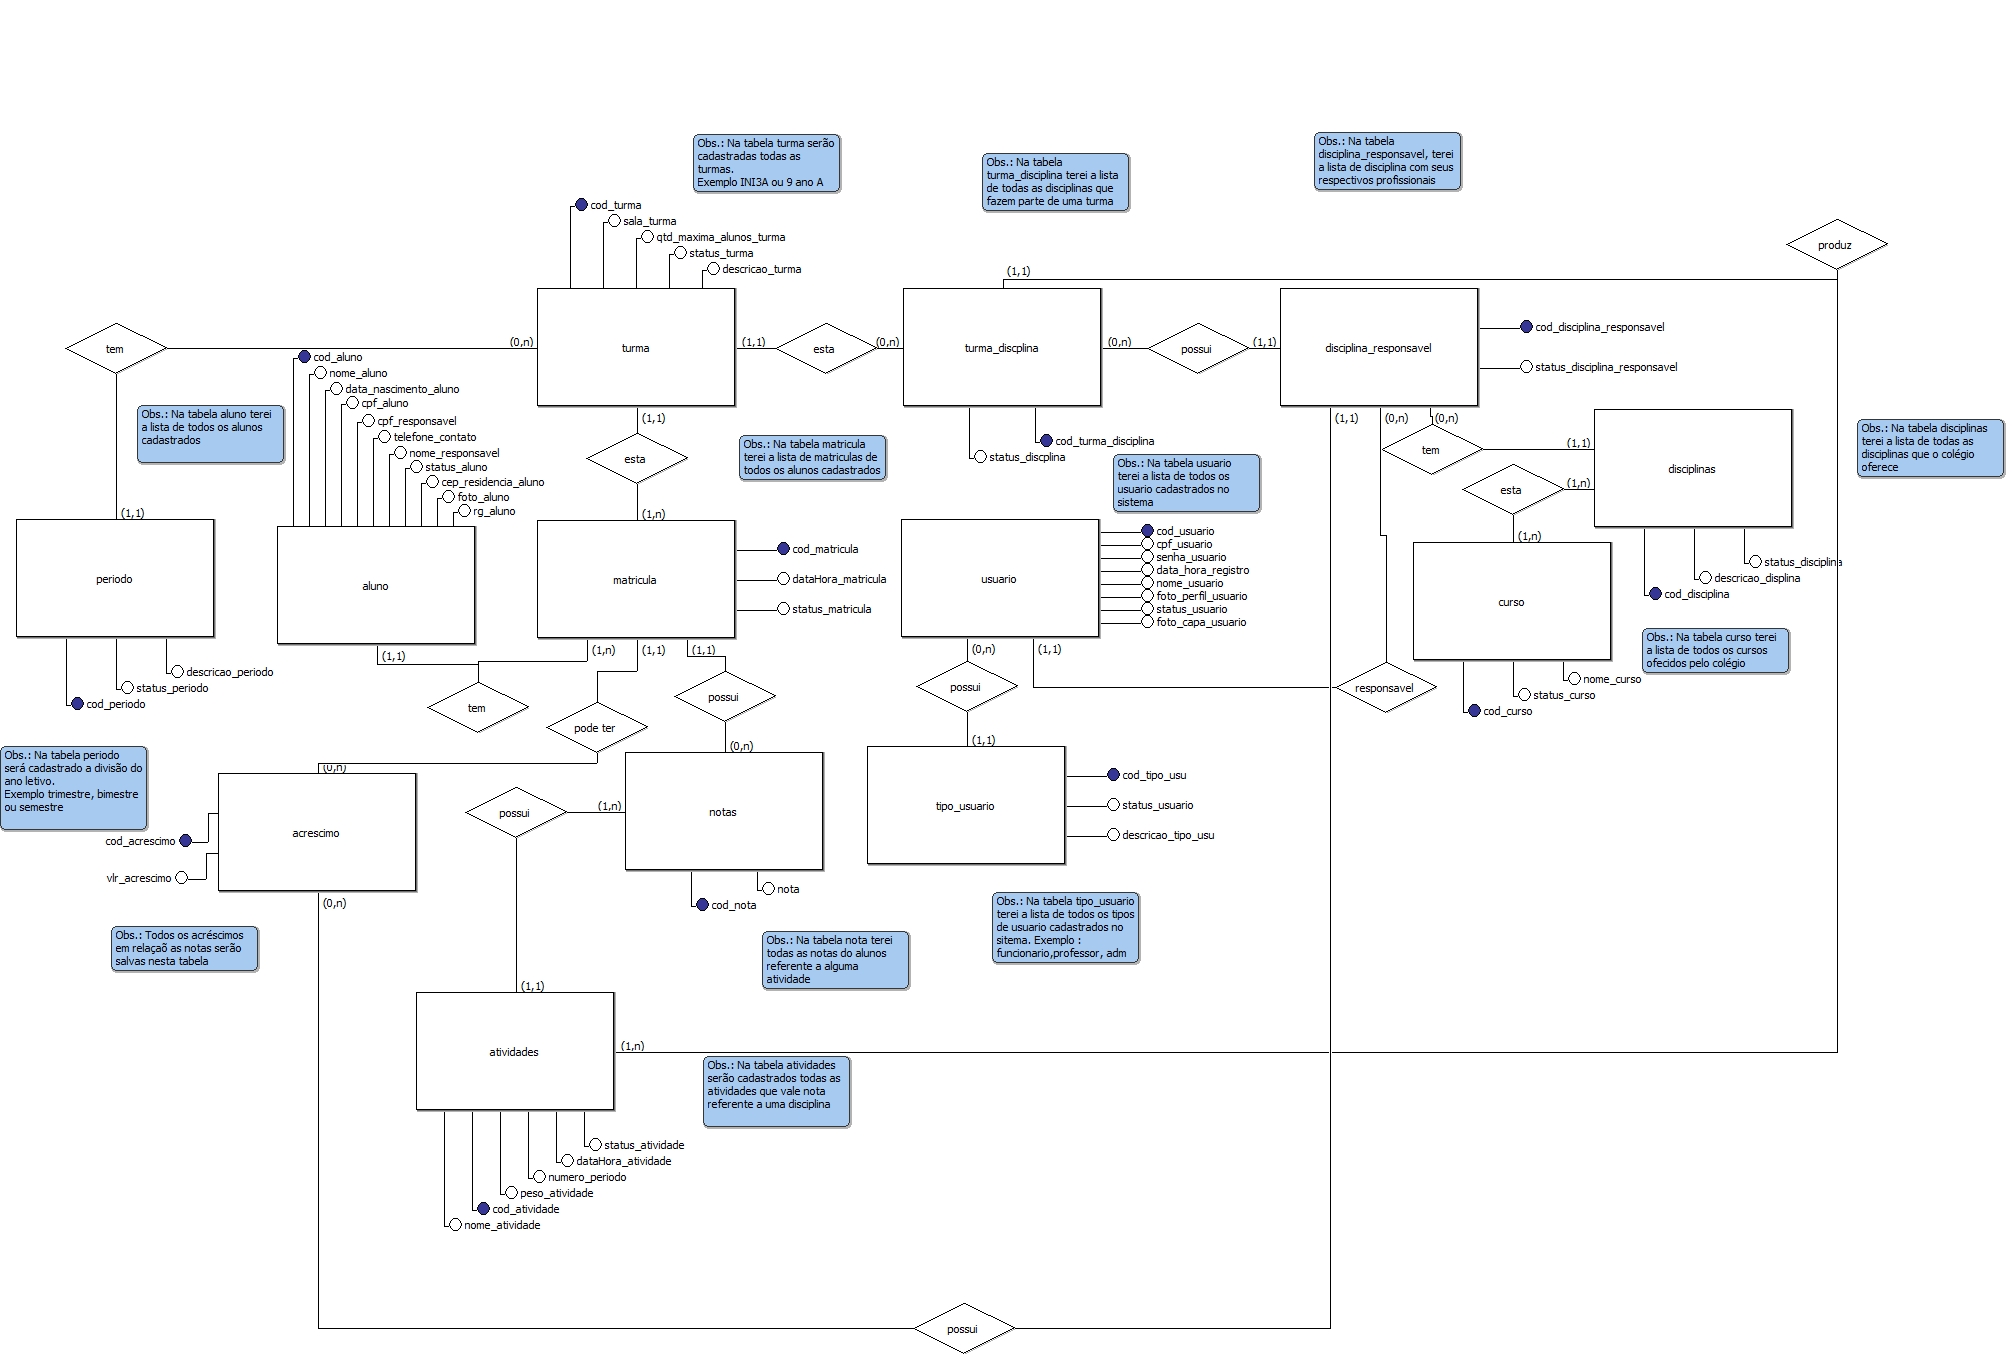 Obs.: Na tabela turma serão
cadastradas todas as
turmas.
Exemplo INI3A ou 9 ano A
Obs.: Na tabela
turma_disciplina terei a lista
de todas as disciplinas que
fazem parte de uma turma
Obs.: Na tabela
disciplina_responsavel, terei
a lista de disciplina com seus
respectivos profissionais
cod_turma
sala_turma
qtd_maxima_alunos_turma
status_turma
descricao_turma
produz
(1,1)
tem
(0,n)
turma
(1,1)
esta
(0,n)
turma_discplina
(0,n)
possui
(1,1)
disciplina_responsavel
cod_disciplina_responsavel
status_disciplina_responsavel
cod_aluno
nome_aluno
data_nascimento_aluno
cpf_aluno
cpf_responsavel
telefone_contato
nome_responsavel
status_aluno
cep_residencia_aluno
foto_aluno
rg_aluno
Obs.: Na tabela aluno terei
a lista de todos os alunos
cadastrados
(1,1)
esta
(1,n)
Obs.: Na tabela matricula
terei a lista de matriculas de
todos os alunos cadastrados
status_discplina
cod_turma_disciplina
Obs.: Na tabela usuario
terei a lista de todos os
usuario cadastrados no
sistema
(1,1)
(0,n)
(0,n)
tem
(1,1)
disciplinas
esta
(1,n)
(1,n)
Obs.: Na tabela disciplinas
terei a lista de todas as
disciplinas que o colégio
oferece
(1,1)
periodo
aluno
matricula
cod_matricula
dataHora_matricula
status_matricula
usuario
cod_usuario
cpf_usuario
senha_usuario
data_hora_registro
nome_usuario
foto_perfil_usuario
status_usuario
foto_capa_usuario
curso
status_disciplina
descricao_displina
cod_disciplina
Obs.: Na tabela curso terei
a lista de todos os cursos
ofecidos pelo colégio
descricao_periodo
status_periodo
cod_periodo
(1,1)
(1,n)
(1,1)
(1,1)
tem
pode ter
possui
(0,n)
(1,1)
possui
(1,1)
responsavel
nome_curso
status_curso
cod_curso
Obs.: Na tabela periodo
será cadastrado a divisão do
ano letivo.
Exemplo trimestre, bimestre
ou semestre
(0,n)
acrescimo
cod_acrescimo
vlr_acrescimo
(0,n)
possui
(1,n)
(0,n)
notas
nota
cod_nota
tipo_usuario
cod_tipo_usu
status_usuario
descricao_tipo_usu
Obs.: Todos os acréscimos
em relaçaõ as notas serão
salvas nesta tabela
Obs.: Na tabela nota terei
todas as notas do alunos
referente a alguma
atividade
Obs.: Na tabela tipo_usuario
terei a lista de todos os tipos
de usuario cadastrados no
sitema. Exemplo :
funcionario,professor, adm
(1,1)
atividades
(1,n)
Obs.: Na tabela atividades
serão cadastrados todas as
atividades que vale nota
referente a uma disciplina
status_atividade
dataHora_atividade
numero_periodo
peso_atividade
cod_atividade
nome_atividade
possui